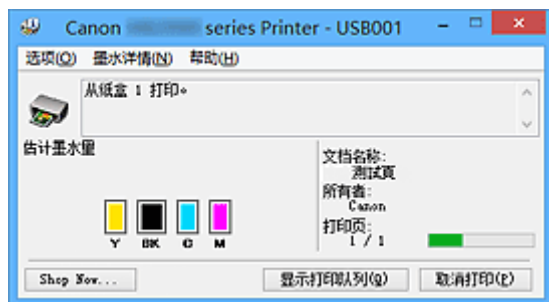 Canon series Printer - USB001
选项(O) 墨水详情(N) 帮助(H)
从纸盒 1 打印。
估计墨水量
文档名称:
测试页
所有者:
Canon
打印页:
1 / 1
Y BK C M
Shop Now... 显示打印队列(Q) 取消打印(P)